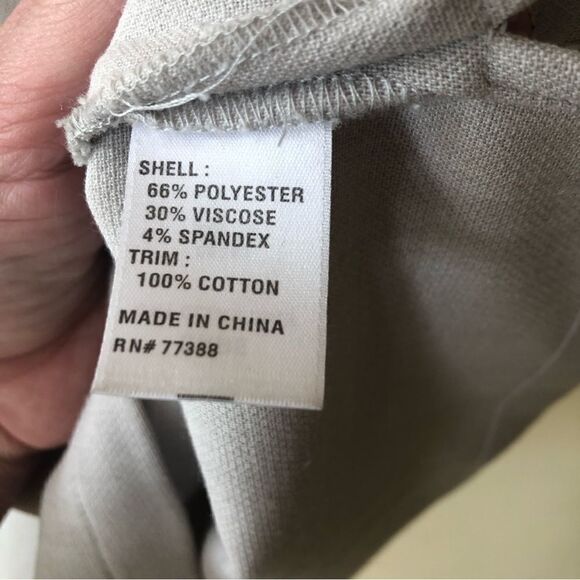 SHELL :
66% POLYESTER
30% VISCOSE
4% SPANDEX
TRIM :
100% COTTON
MADE IN CHINA
RN# 77388